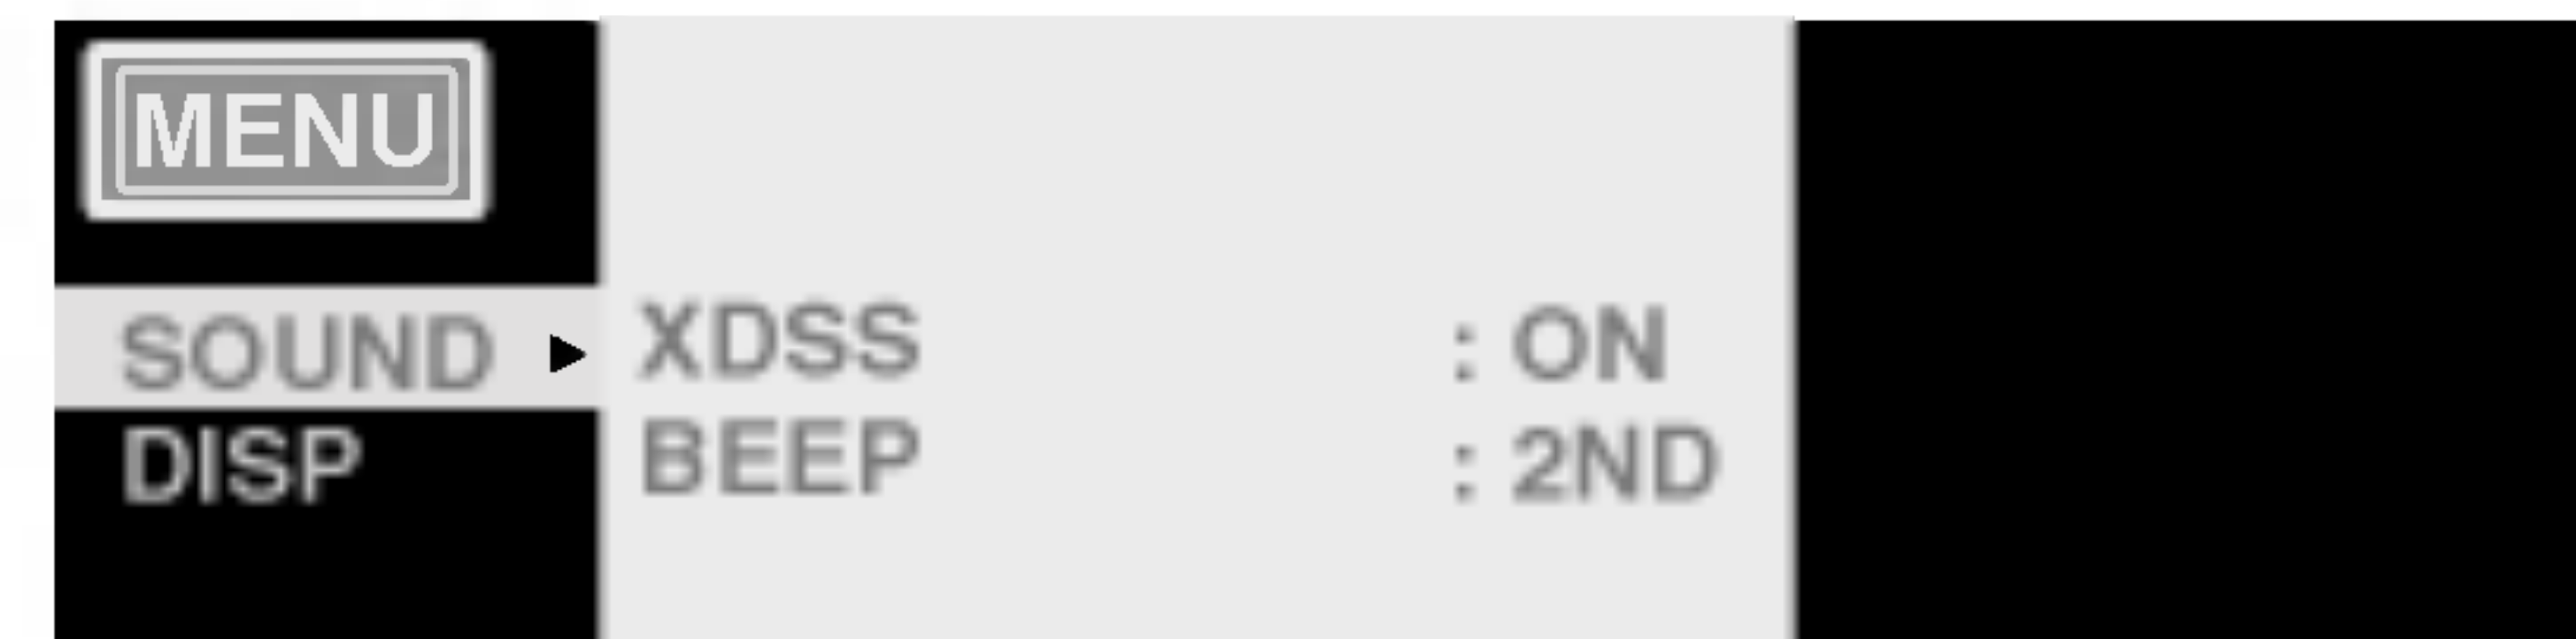 MENU
SOUND ► XDSS : ON
DISP BEEP : 2ND